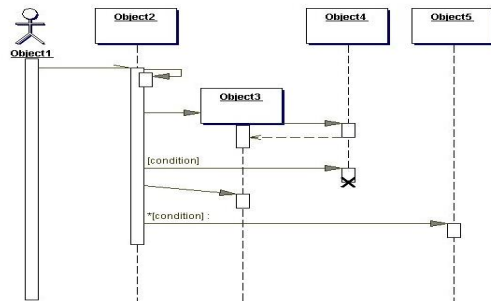 Object2
Object4
Object5
Object1
Object3
[condition]
*[condition] :